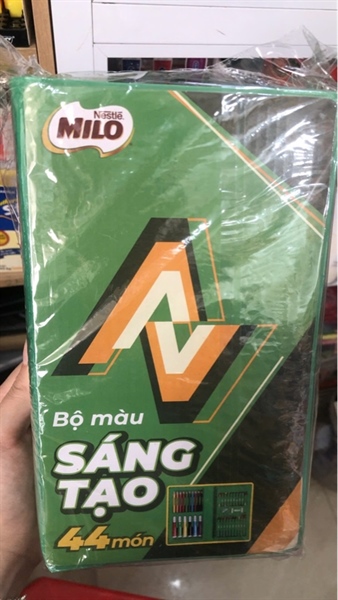 Nestlé
MILO
Bộ màu
SÁNG
TẠO
44 món